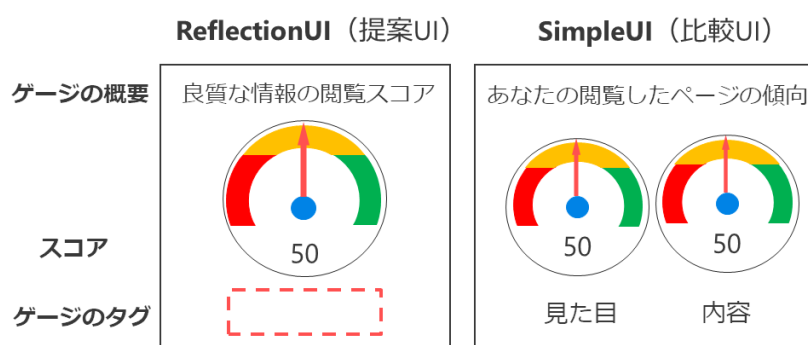 ReflectionUI（提案UI）
SimpleUI（比較UI）
ゲージの概要
良質な情報の閲覧スコア
あなたの閲覧したページの傾向
スコア
50
50
50
ゲージのタグ
見た目
内容